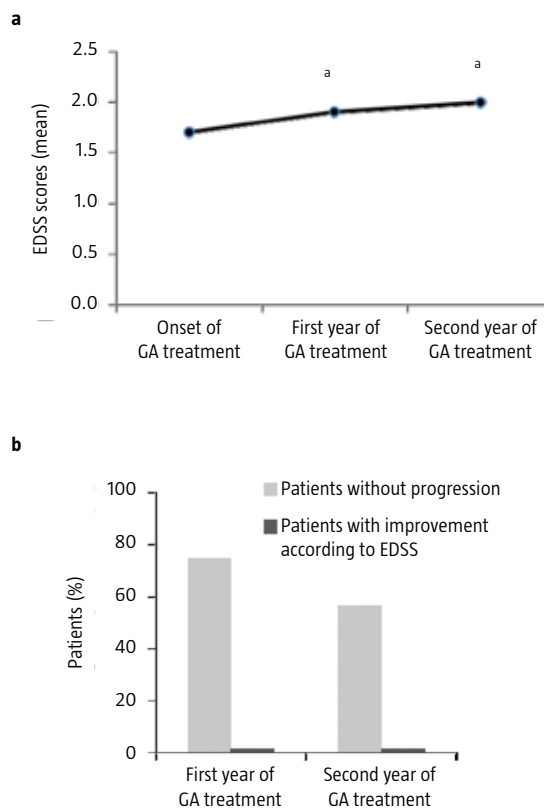 a
2.5
a
a
2.0
1.5
1.0
0.5
0.0
EDSS scores (mean)
Onset of
GA treatment
First year of
GA treatment
Second year of
GA treatment
b
100
80
60
40
20
0
Patients (%)
Patients without progression
Patients with improvement
according to EDSS
First year of
GA treatment
Second year of
GA treatment